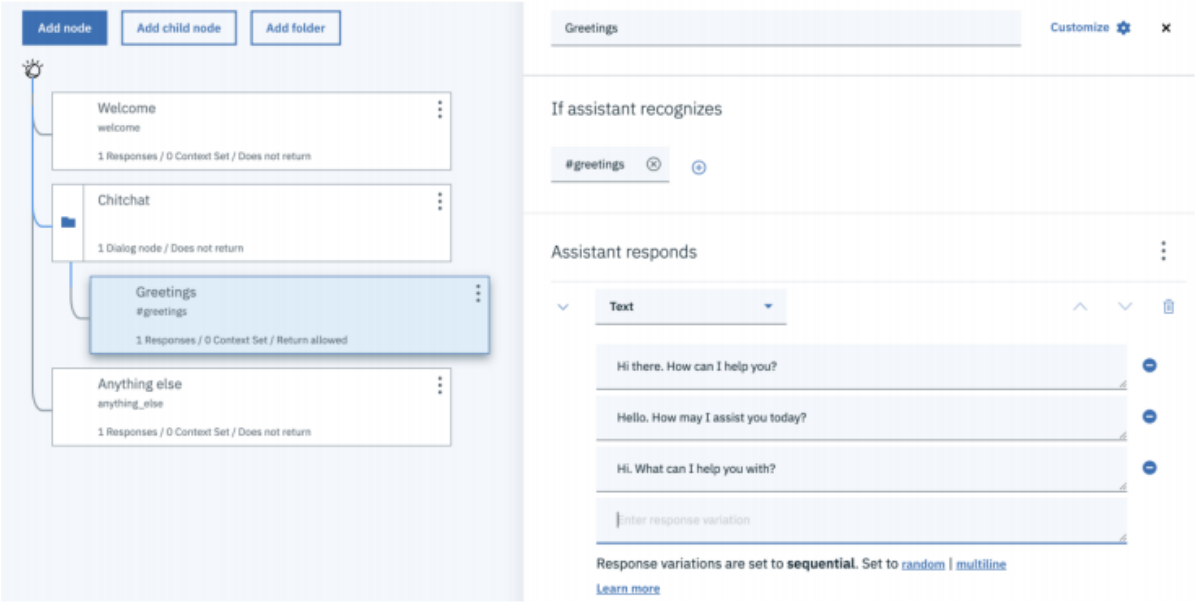 Add node
Add child node
Add folder
Welcome
welcome
1 Responses / 0 Context Set / Does not return
Chitchat
1 Dialog node / Does not return
Greetings
#greetings
1 Responses / 0 Context Set / Return allowed
Anything else
anything_else
1 Responses / 0 Context Set / Does not return
Greetings
Customize
If assistant recognizes
#greetings
Assistant responds
Text
Hi there. How can I help you?
Hello. How may I assist you today?
Hi. What can I help you with?
Enter response variation
Response variations are set to sequential. Set to random | multiline
Learn more